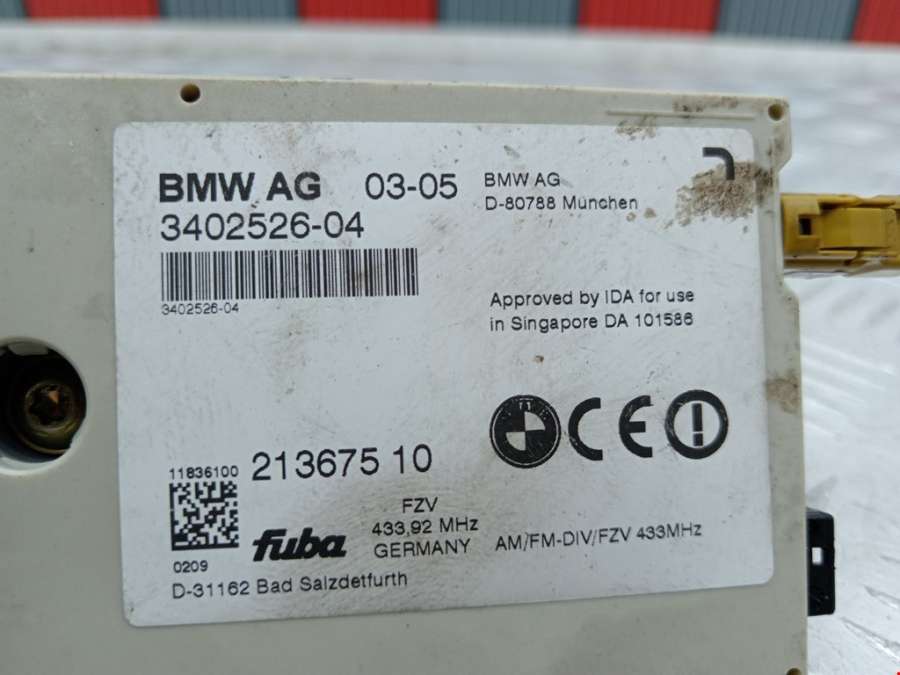 BMW AG 03-05
3402526-04
3402526-04
BMW AG
D-80788 München
Approved by IDA for use
in Singapore DA 101586
CE
11836100
213675 10
FZV
433,92 MHz
GERMANY
fuba
AM/FM-DIV/FZV 433MHz
0209
D-31162 Bad Salzdetfurth